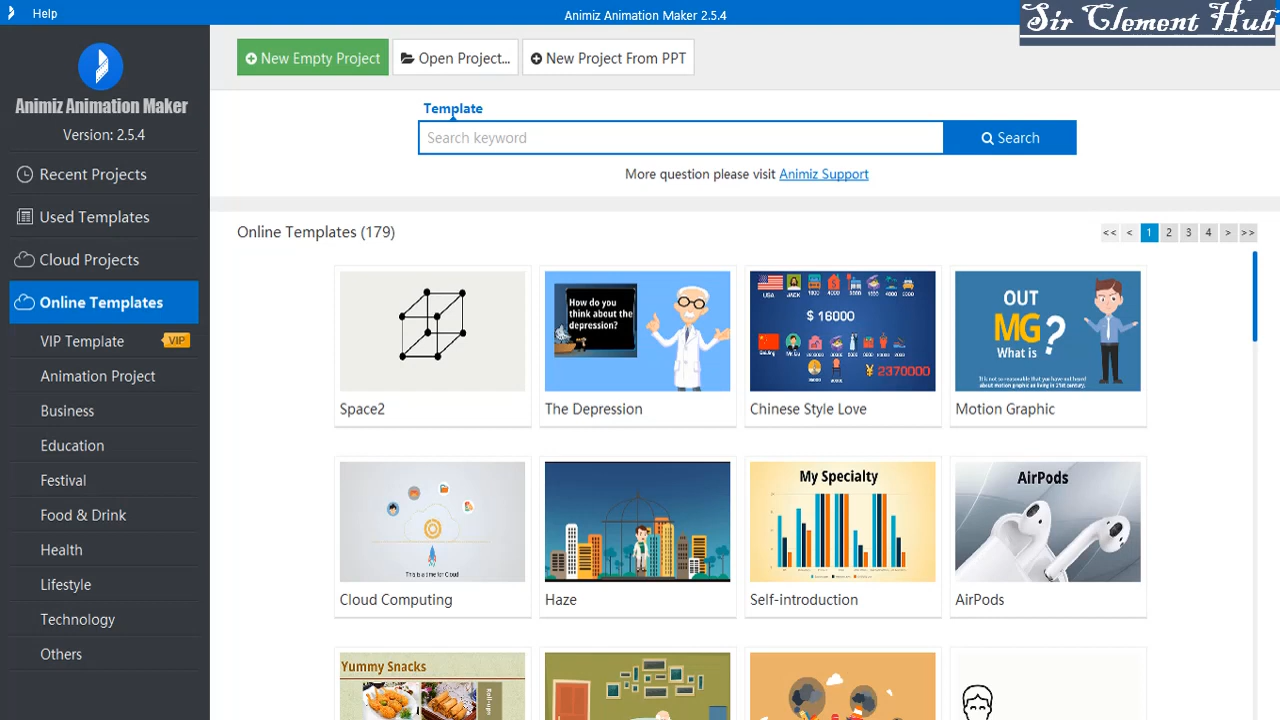 Help
Animiz Animation Maker 2.5.4
Sir Clement Hub
Animiz Animation Maker
Version: 2.5.4
Recent Projects
Used Templates
Cloud Projects
Online Templates
VIP Template VIP
Animation Project
Business
Education
Festival
Food & Drink
Health
Lifestyle
Technology
Others
New Empty Project
Open Project...
New Project From PPT
Template
Search keyword
Search
More question please visit Animiz Support
Online Templates (179)
<< < 1 2 3 4 > >>
How do you
think about the
depression?
USA JACK 1000 4000
$ 16000
¥ 2370000
OUT
MG?
What is
It is not so reasonable that you have not heard
about motion graphic as living in 21st century.
Space2
The Depression
Chinese Style Love
Motion Graphic
This is a time for Cloud
My Specialty
AirPods
Cloud Computing
Haze
Self-introduction
AirPods
Yummy Snacks